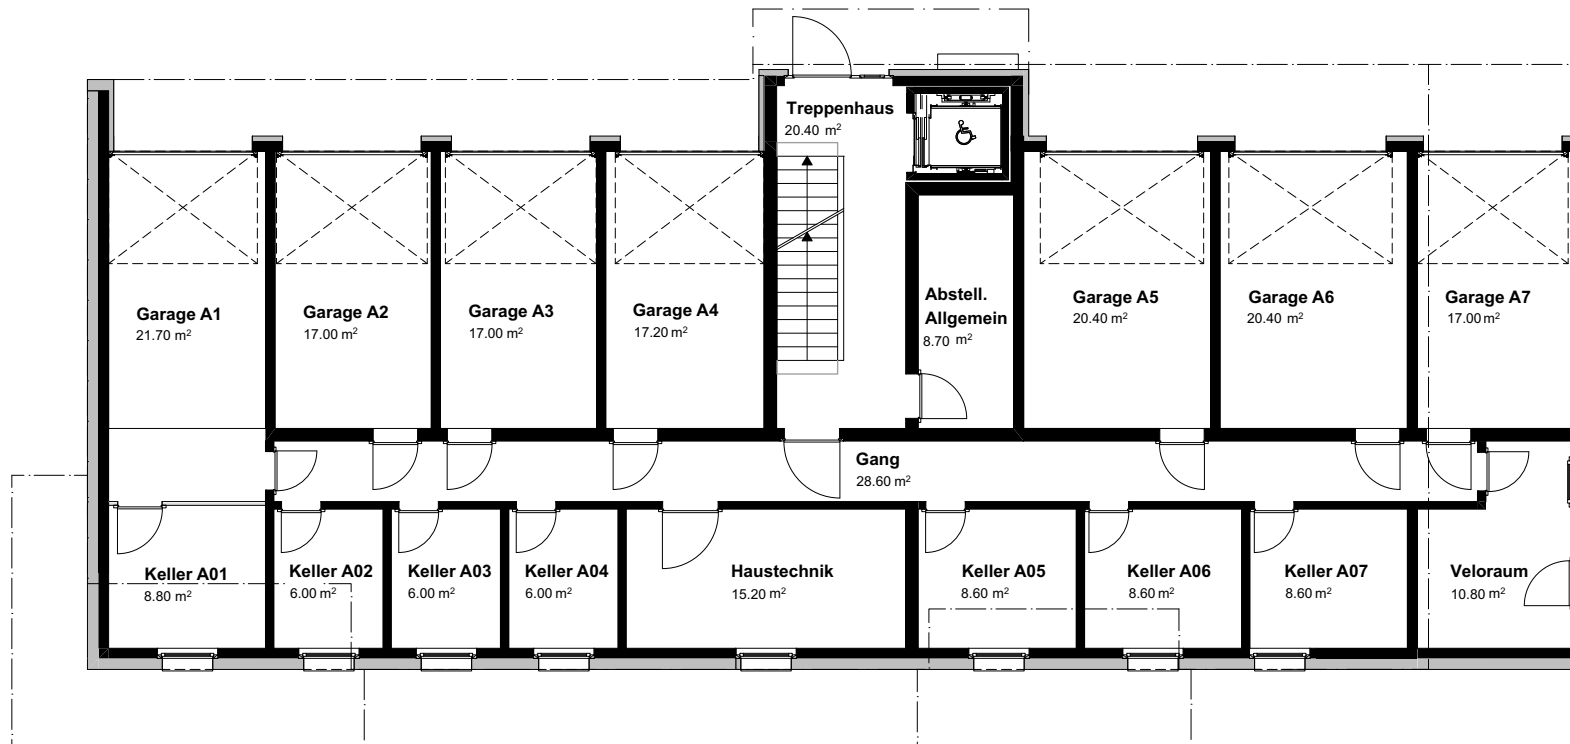 Treppenhaus
20.40 m²
Garage A1
21.70 m²
Garage A2
17.00 m²
Garage A3
17.00 m²
Garage A4
17.20 m²
Abstell.
Allgemein
8.70 m²
Garage A5
20.40 m²
Garage A6
20.40 m²
Garage A7
17.00 m²
Gang
28.60 m²
Keller A01
8.80 m²
Keller A02
6.00 m²
Keller A03
6.00 m²
Keller A04
6.00 m²
Haustechnik
15.20 m²
Keller A05
8.60 m²
Keller A06
8.60 m²
Keller A07
8.60 m²
Veloraum
10.80 m²